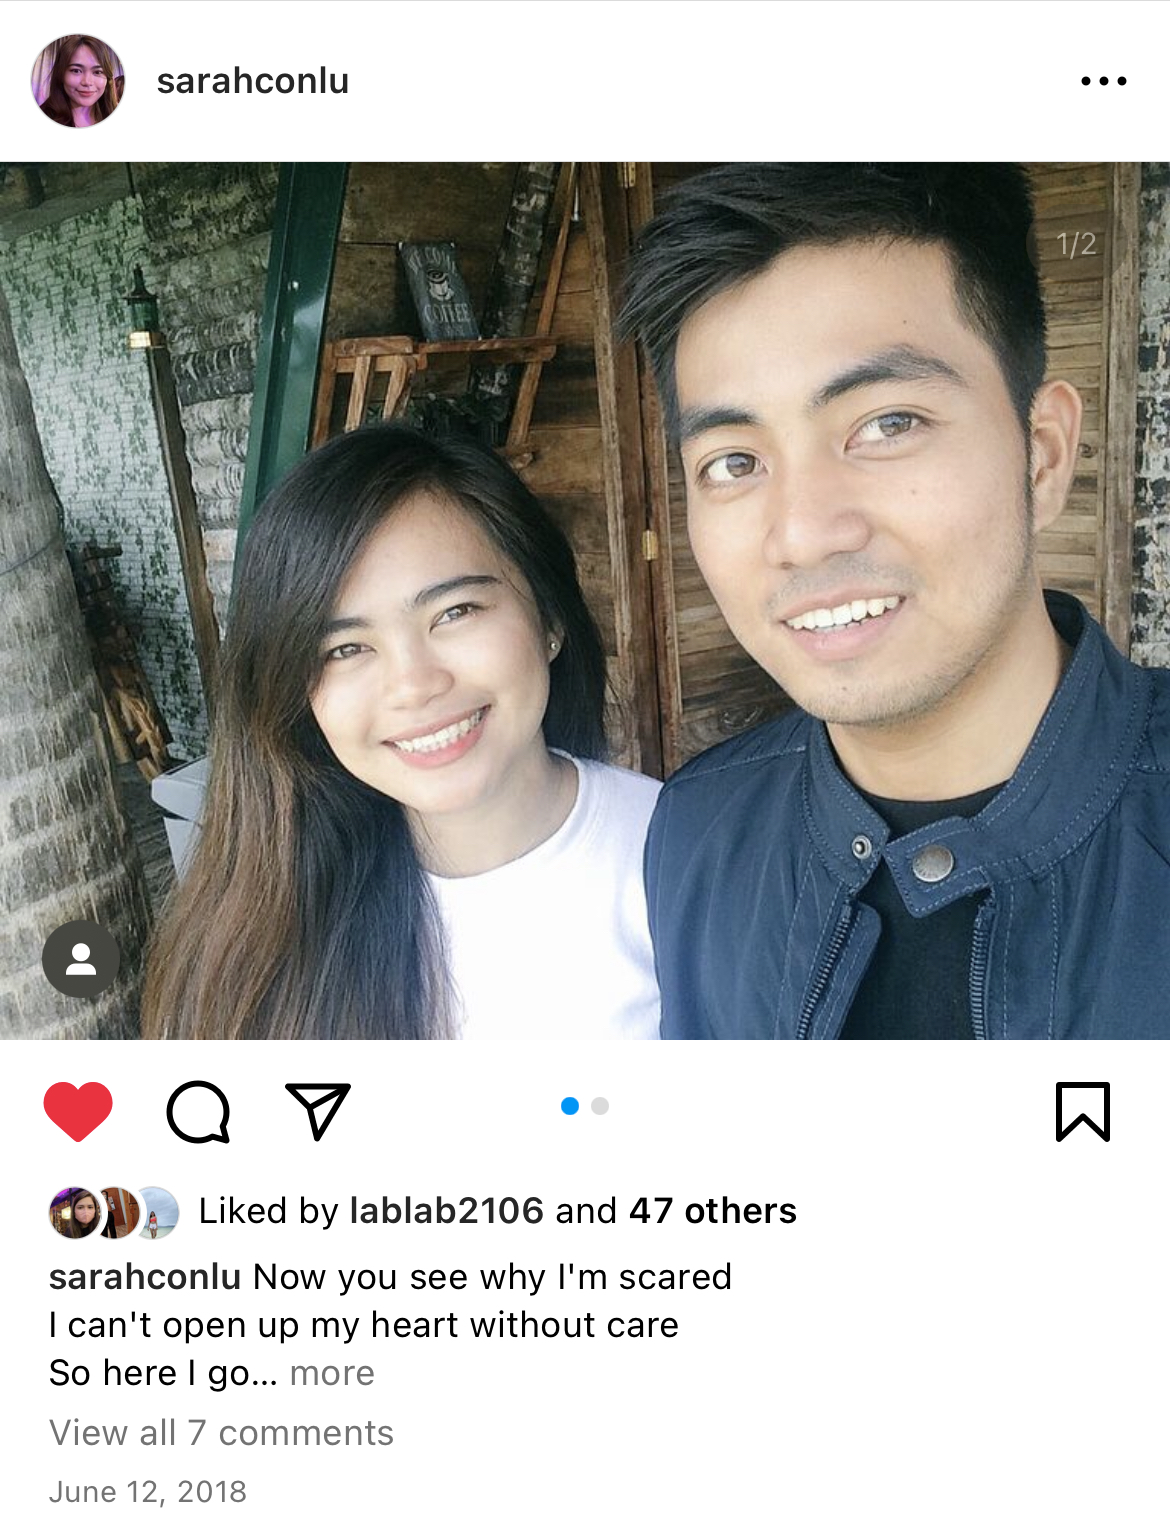 sarahconlu
1/2
COFFEE
Liked by lablab2106 and 47 others
sarahconlu Now you see why I'm scared
I can't open up my heart without care
So here I go... more
View all 7 comments
June 12, 2018